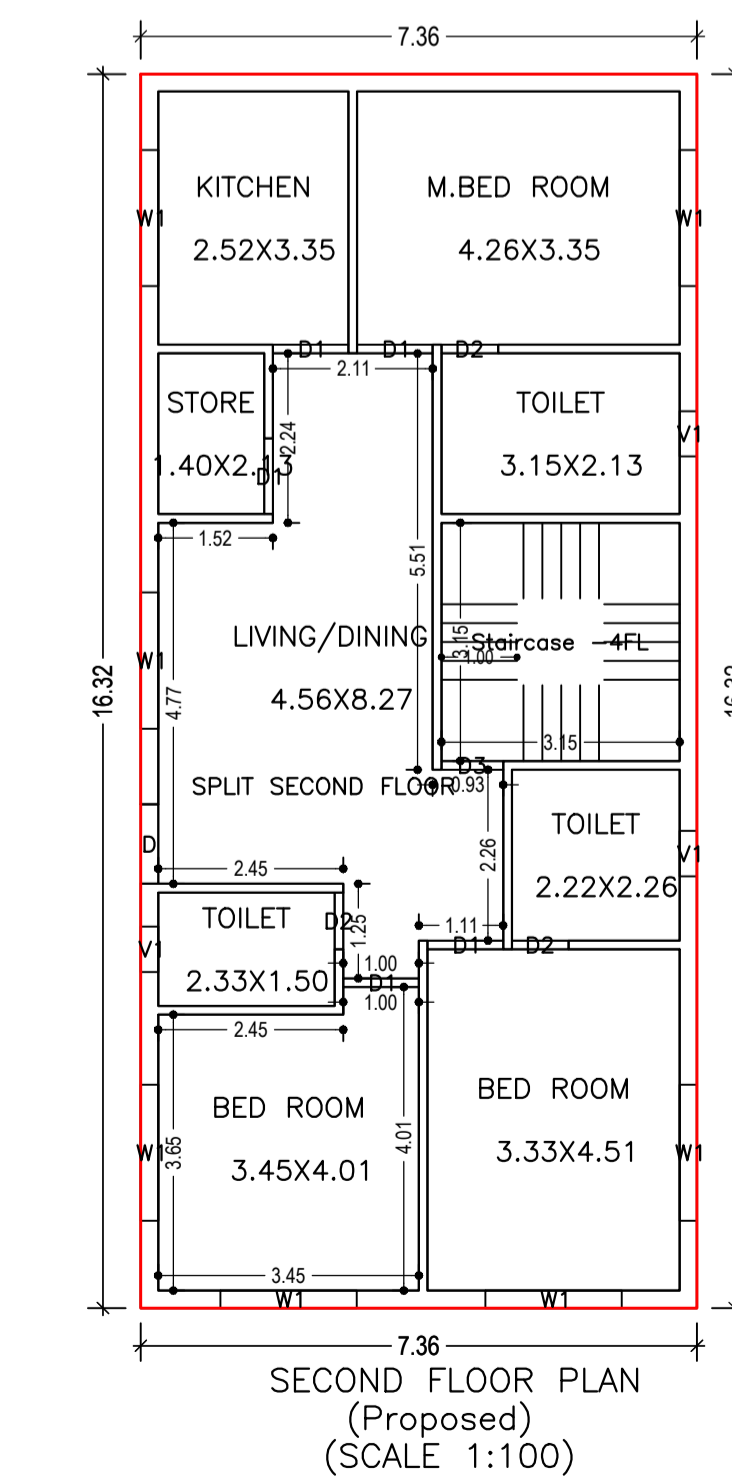 7.36
KITCHEN
2.52X3.35
M.BED ROOM
4.26X3.35
W1
W1
D1
D1
D2
2.11
STORE
1.40X2.13
D1
2.24
TOILET
3.15X2.13
V1
1.52
5.51
LIVING/DINING
4.56X8.27
W1
4.77
16.32
Staircase -4FL
3.15
1.00
3.15
SPLIT SECOND FLOOR
D3
0.93
D
2.45
2.26
TOILET
2.22X2.26
V1
TOILET
2.33X1.50
V1
D2
1.25
1.11
D1
D2
1.00
D1
1.00
2.45
BED ROOM
3.45X4.01
W1
3.65
4.01
BED ROOM
3.33X4.51
W1
3.45
W1
W1
7.36
SECOND FLOOR PLAN
(Proposed)
(SCALE 1:100)